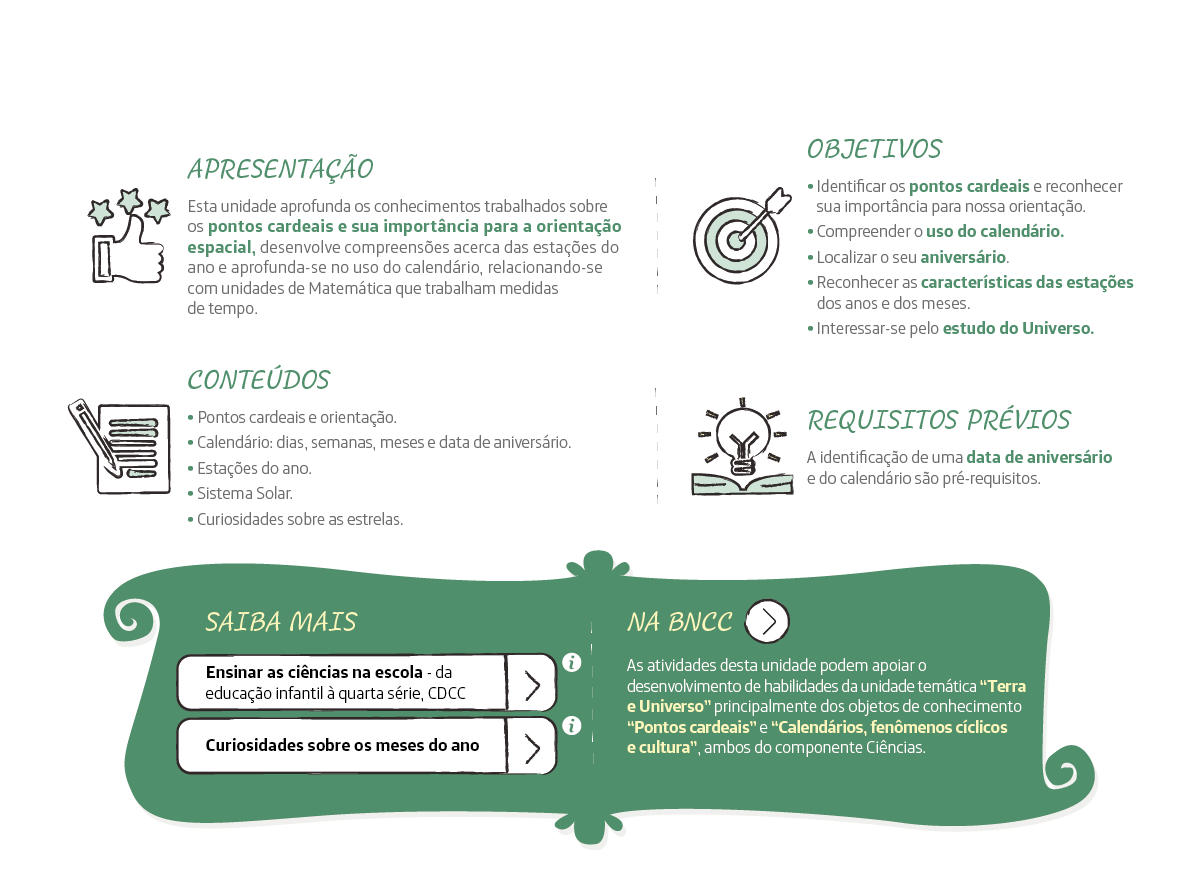 APRESENTAÇÃO
Esta unidade aprofunda os conhecimentos trabalhados sobre
os pontos cardeais e sua importância para a orientação
espacial, desenvolve compreensões acerca das estações do
ano e aprofunda-se no uso do calendário, relacionando-se
com unidades de Matemática que trabalham medidas
de tempo.
OBJETIVOS
• Identificar os pontos cardeais e reconhecer
sua importância para nossa orientação.
• Compreender o uso do calendário.
• Localizar o seu aniversário.
• Reconhecer as características das estações
dos anos e dos meses.
• Interessar-se pelo estudo do Universo.
CONTEÚDOS
• Pontos cardeais e orientação.
• Calendário: dias, semanas, meses e data de aniversário.
• Estações do ano.
• Sistema Solar.
• Curiosidades sobre as estrelas.
REQUISITOS PRÉVIOS
A identificação de uma data de aniversário
e do calendário são pré-requisitos.
SAIBA MAIS
Ensinar as ciências na escola - da
educação infantil à quarta série, CDCC
i
Curiosidades sobre os meses do ano
i
NA BNCC
As atividades desta unidade podem apoiar o
desenvolvimento de habilidades da unidade temática “Terra
e Universo” principalmente dos objetos de conhecimento
“Pontos cardeais” e “Calendários, fenômenos cíclicos
e cultura”, ambos do componente Ciências.